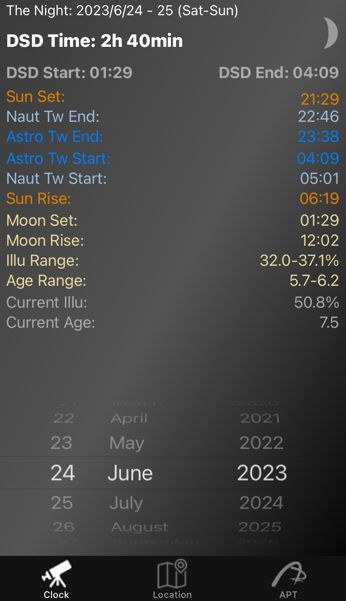 The Night: 2023/6/24 - 25 (Sat-Sun)
DSD Time: 2h 40min
DSD Start: 01:29 DSD End: 04:09
Sun Set: 21:29
Naut Tw End: 22:46
Astro Tw End: 23:38
Astro Tw Start: 04:09
Naut Tw Start: 05:01
Sun Rise: 06:19
Moon Set: 01:29
Moon Rise: 12:02
Illu Range: 32.0-37.1%
Age Range: 5.7-6.2
Current Illu: 50.8%
Current Age: 7.5
21 March 2020
22 April 2021
23 May 2022
24 June 2023
25 July 2024
26 August 2025
Clock Location APT